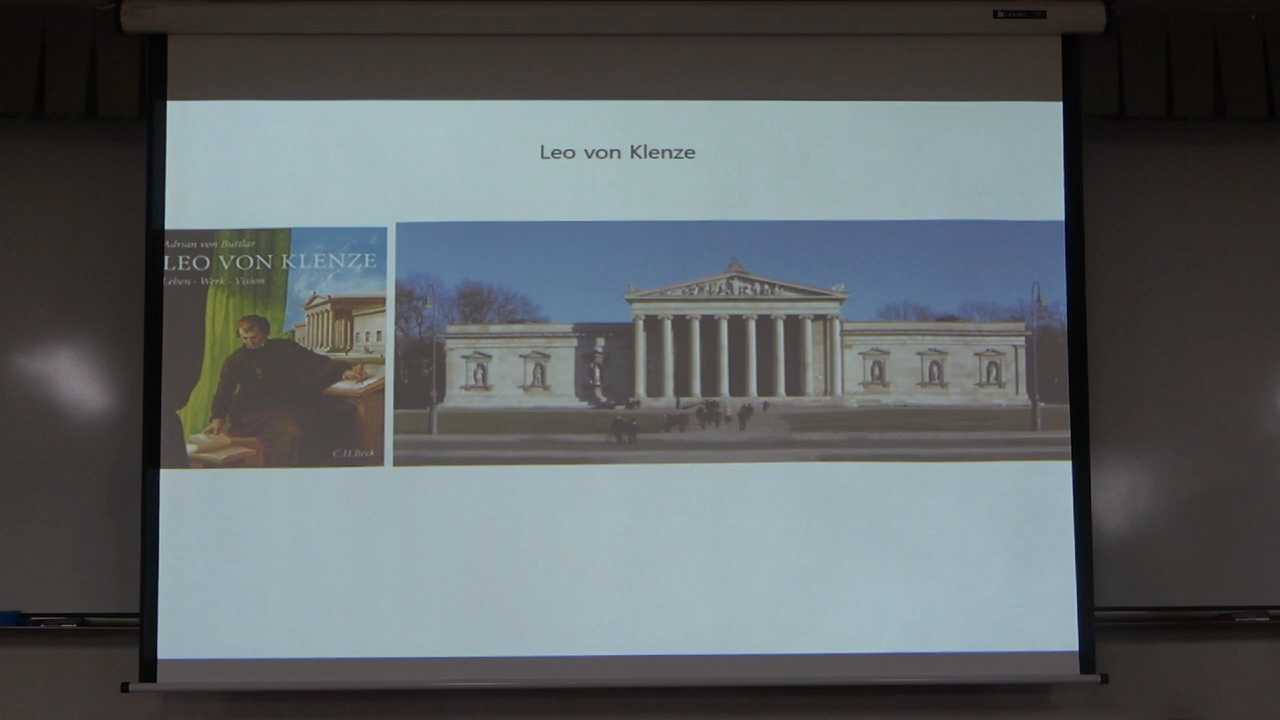 Leo von Klenze
Adrian von Buttlar
LEO VON KLENZE
Leben · Werk · Vision
C.H.Beck